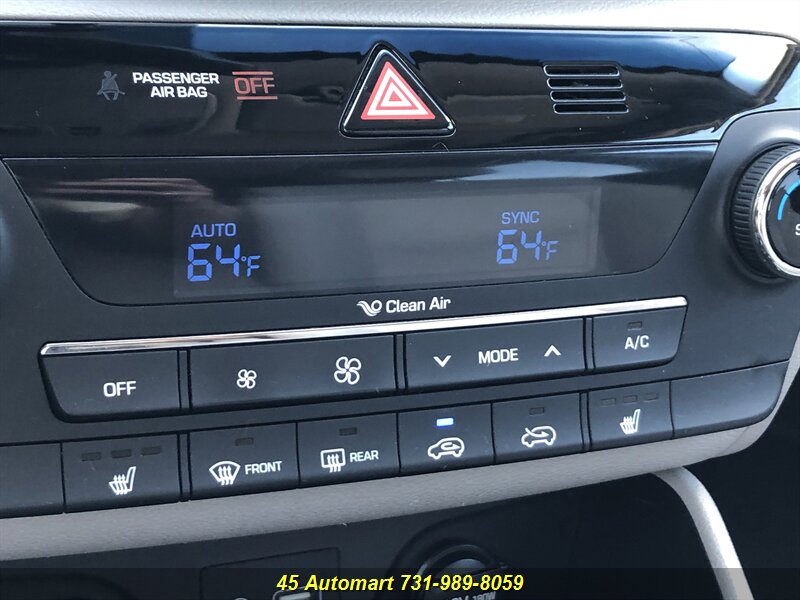 PASSENGER
AIR BAG
OFF
AUTO
SYNC
64°F
64°F
Clean Air
OFF
MODE
A/C
FRONT
REAR
180W
45 Automart 731-989-8059